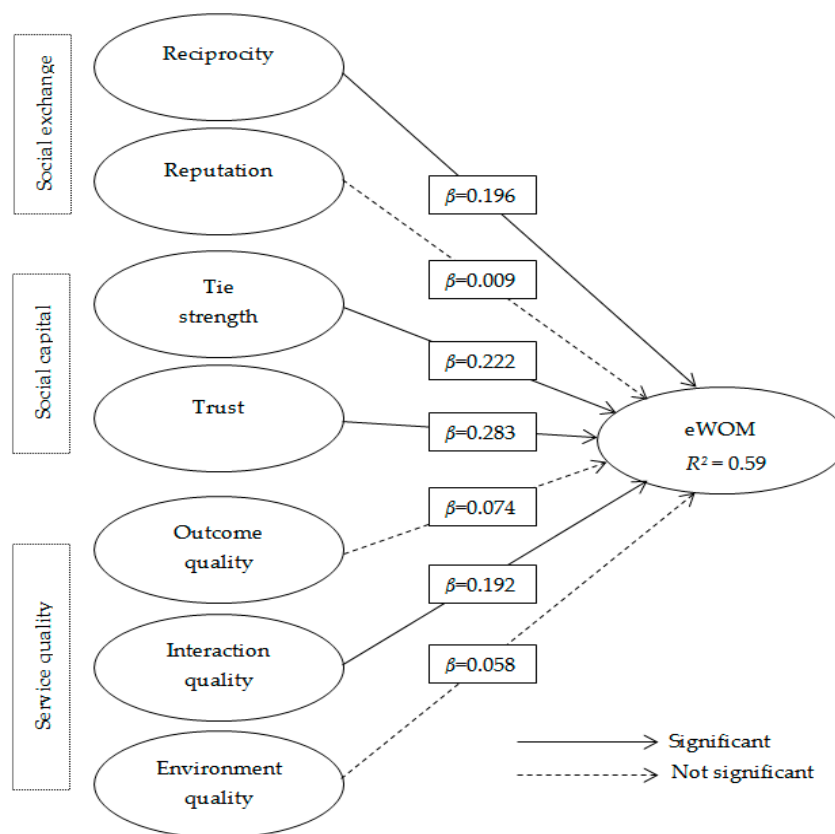 Social exchange
Reciprocity
Reputation
Social capital
Tie
strength
Trust
Service quality
Outcome
quality
Interaction
quality
Environment
quality
β=0.196
β=0.009
β=0.222
β=0.283
β=0.074
β=0.192
β=0.058
eWOM
R² = 0.59
Significant
Not significant